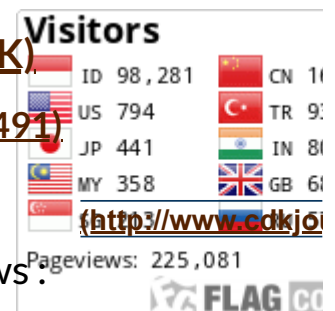 Visitors
K)
ID 98,281 CN
US 794 TR
491)
JP 441 IN
MY 358 GB
(http://www.cdkjou
Pageviews: 225,081
ws :
FLAG